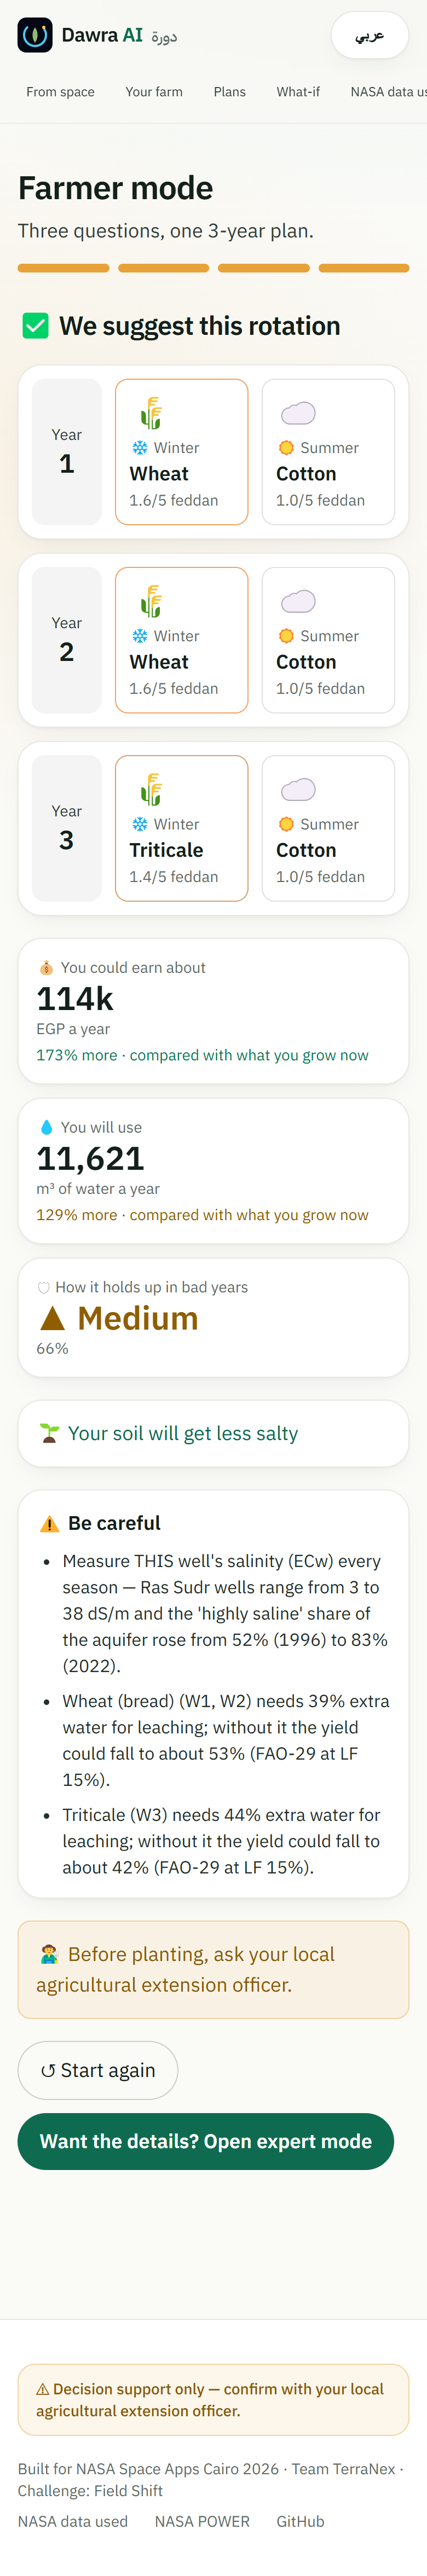 Dawra AI دورة
عربي
From space Your farm Plans What-if NASA data us
Farmer mode
Three questions, one 3-year plan.
We suggest this rotation
Year
1
Winter
Wheat
1.6/5 feddan
Summer
Cotton
1.0/5 feddan
Year
2
Winter
Wheat
1.6/5 feddan
Summer
Cotton
1.0/5 feddan
Year
3
Winter
Triticale
1.4/5 feddan
Summer
Cotton
1.0/5 feddan
You could earn about
114k
EGP a year
173% more · compared with what you grow now
You will use
11,621
m³ of water a year
129% more · compared with what you grow now
How it holds up in bad years
▲ Medium
66%
Your soil will get less salty
Be careful
• Measure THIS well's salinity (ECw) every
season — Ras Sudr wells range from 3 to
38 dS/m and the 'highly saline' share of
the aquifer rose from 52% (1996) to 83%
(2022).
• Wheat (bread) (W1, W2) needs 39% extra
water for leaching; without it the yield
could fall to about 53% (FAO-29 at LF
15%).
• Triticale (W3) needs 44% extra water for
leaching; without it the yield could fall to
about 42% (FAO-29 at LF 15%).
Before planting, ask your local
agricultural extension officer.
↺ Start again
Want the details? Open expert mode
⚠ Decision support only — confirm with your local
agricultural extension officer.
Built for NASA Space Apps Cairo 2026 · Team TerraNex ·
Challenge: Field Shift
NASA data used NASA POWER GitHub